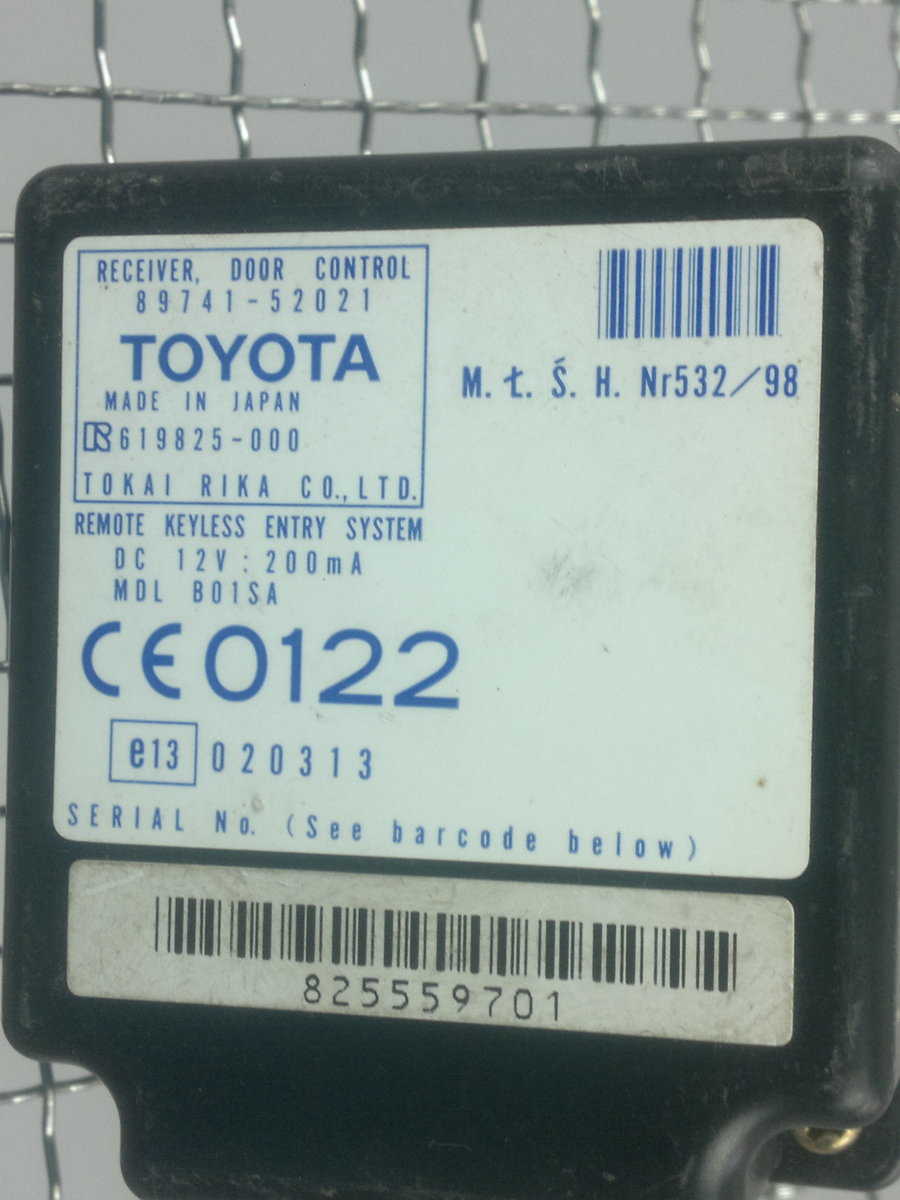 RECEIVER, DOOR CONTROL
89741-52021
TOYOTA
MADE IN JAPAN
R 619825-000
TOKAI RIKA CO., LTD.
REMOTE KEYLESS ENTRY SYSTEM
DC 12V : 200mA
MDL B01SA
CE0122
e13 020313
SERIAL No. (See barcode below)
M. Ł. Ś. H. Nr532/98
825559701